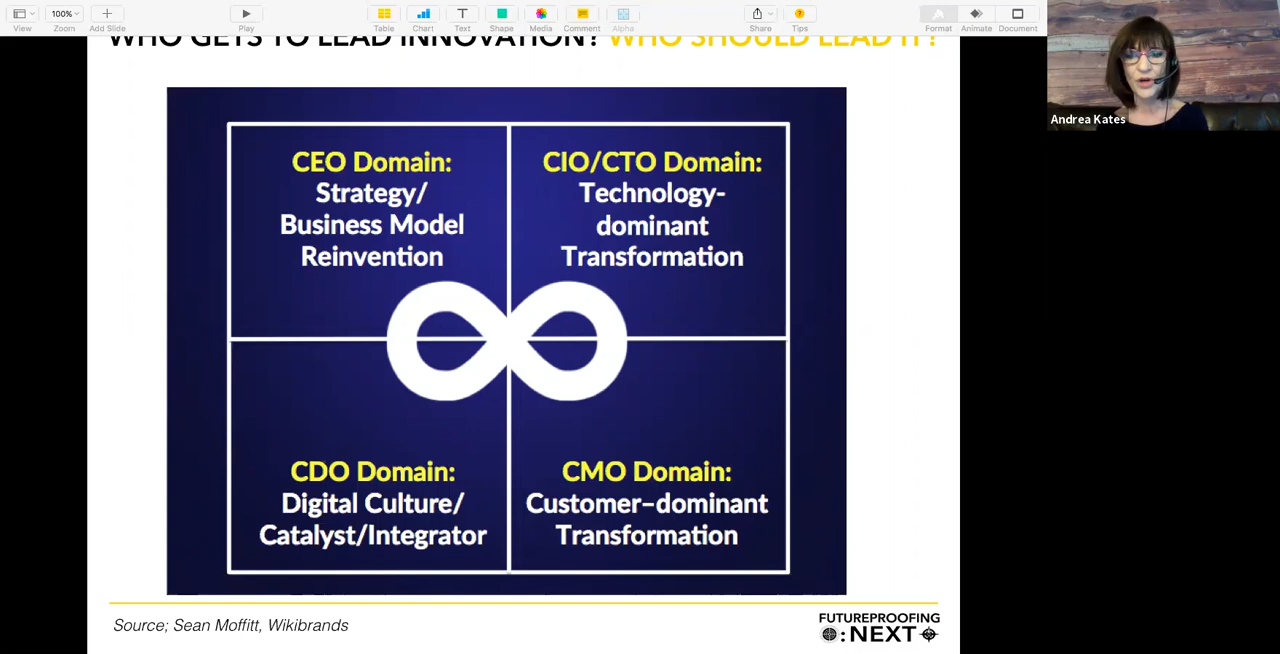 View
100%
Zoom
Add Slide
Play
Table
Chart
Text
Shape
Media
Comment
Alpha
Share
Tips
Format
Animate
Document
WHO GETS TO LEAD INNOVATION? WHO SHOULD LEAD IT?
Andrea Kates
CEO Domain:
Strategy/
Business Model
Reinvention
CIO/CTO Domain:
Technology-
dominant
Transformation
CDO Domain:
Digital Culture/
Catalyst/Integrator
CMO Domain:
Customer–dominant
Transformation
Source; Sean Moffitt, Wikibrands
FUTUREPROOFING
:NEXT